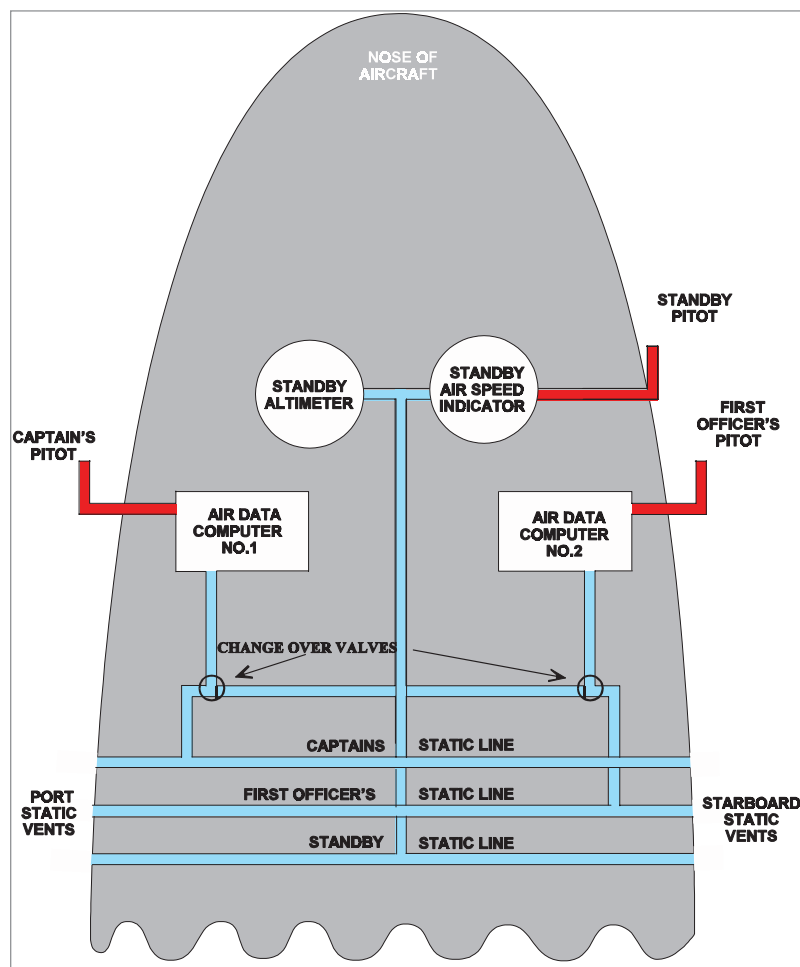 NOSE OF
AIRCRAFT
STANDBY
PITOT
STANDBY
ALTIMETER
STANDBY
AIR SPEED
INDICATOR
FIRST
OFFICER'S
PITOT
CAPTAIN'S
PITOT
AIR DATA
COMPUTER
NO.1
AIR DATA
COMPUTER
NO.2
CHANGE OVER VALVES
CAPTAINS STATIC LINE
PORT
STATIC
VENTS
FIRST OFFICER'S STATIC LINE
STARBOARD
STATIC
VENTS
STANDBY STATIC LINE